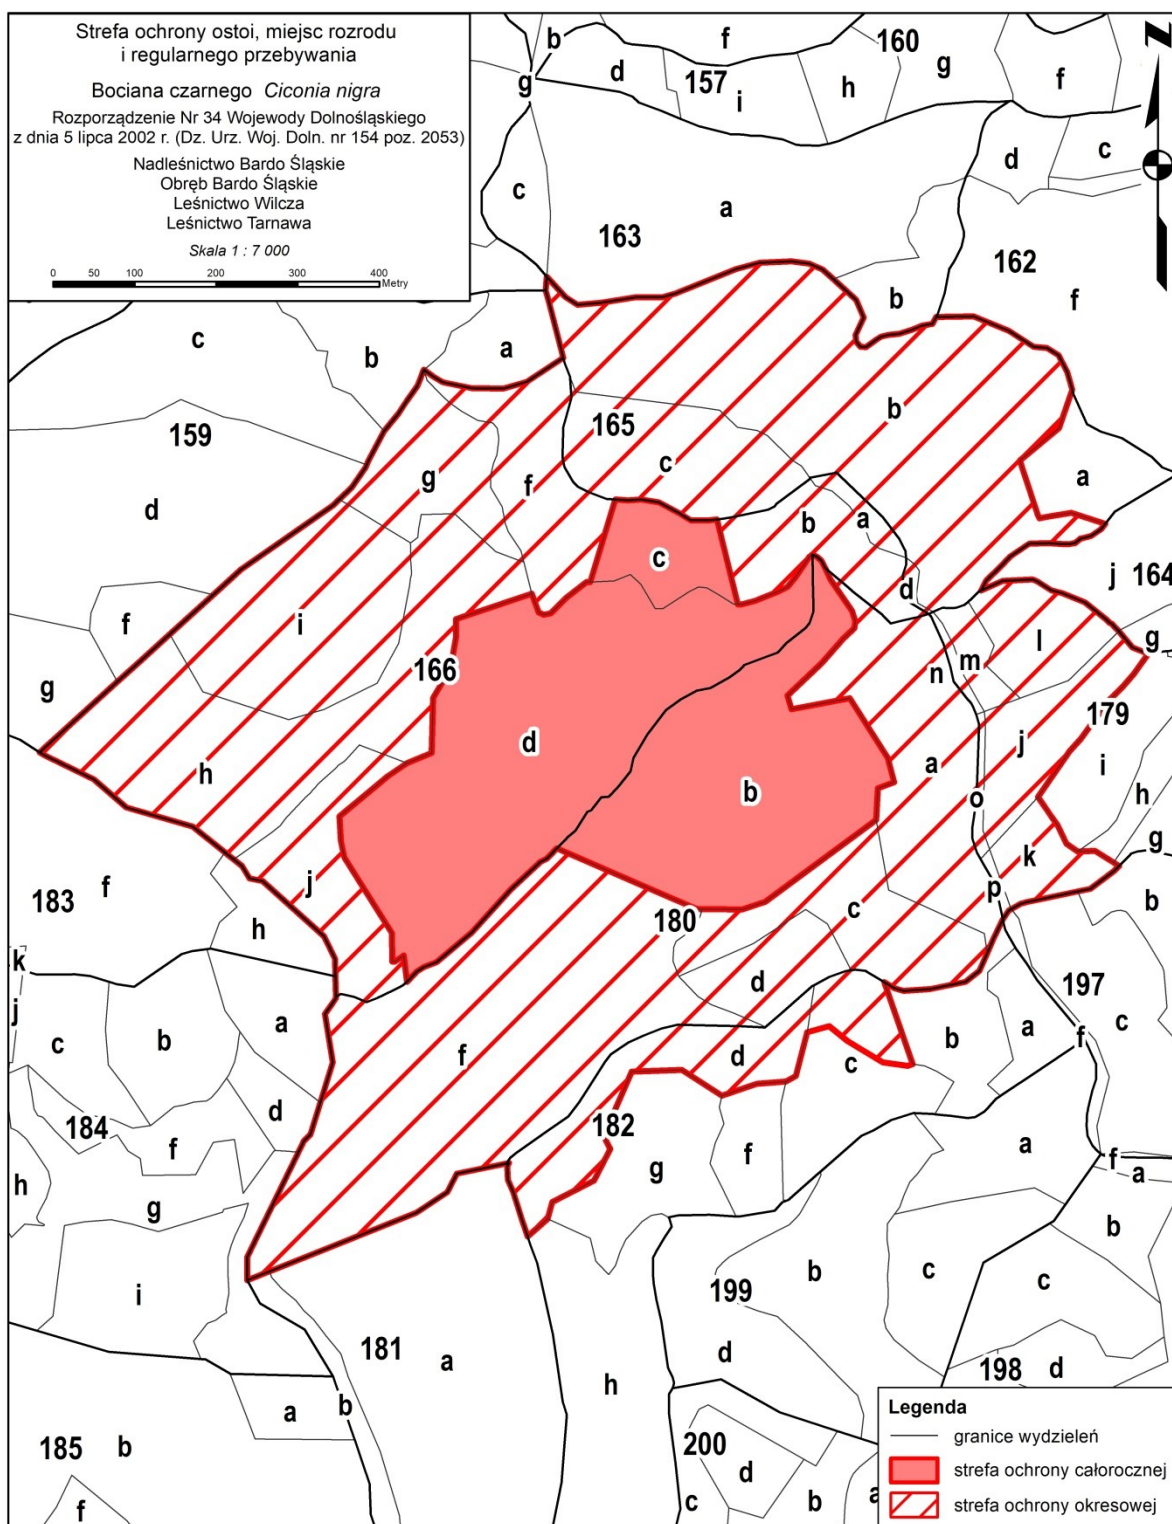 Strefa ochrony ostoi, miejsc rozrodu
i regularnego przebywania
Bociana czarnego Ciconia nigra
Rozporządzenie Nr 34 Wojewody Dolnośląskiego
z dnia 5 lipca 2002 r. (Dz. Urz. Woj. Doln. nr 154 poz. 2053)
Nadleśnictwo Bardo Śląskie
Obręb Bardo Śląskie
Leśnictwo Wilcza
Leśnictwo Tarnawa
Skala 1 : 7 000
0 50 100 200 300 400
Metry
N
b f 160
g d 157 i h g f
c a d c
163 162
b f
c b a
159 165 b
g f c a
d b a
c d j 164
f i
g 166 n m l g
179
d a j i
h b o h
k g
j p b
183 f 180 c
h
k d 197
j c b a f d c b a f c
184 d 182
f f a f
h g g a
b
i b c c
199
181 a d
h 198 d
a b
185 b 200
d
f c b a
Legenda
granice wydzieleń
strefa ochrony całorocznej
strefa ochrony okresowej